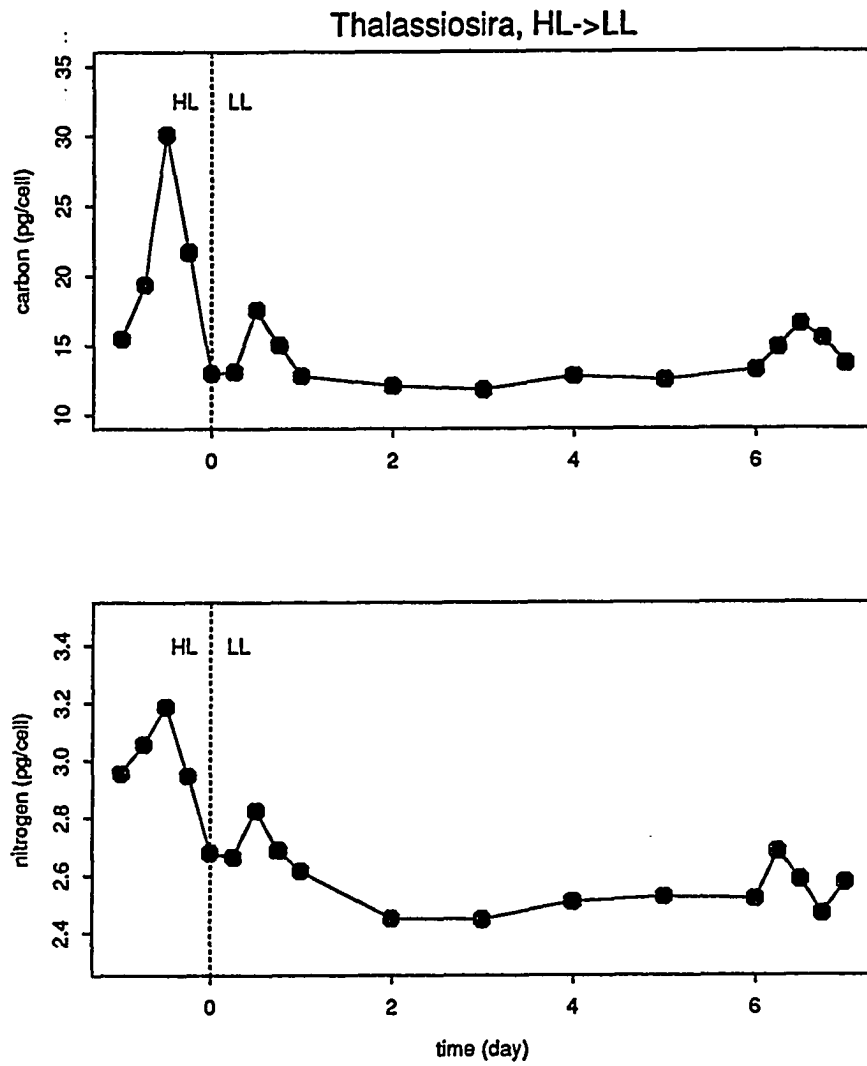 Thalassiosira, HL->LL
carbon (pg/cell)
35
30
25
20
15
10
HL
LL
0
2
4
6
nitrogen (pg/cell)
3.4
3.2
3.0
2.8
2.6
2.4
HL
LL
0
2
4
6
time (day)